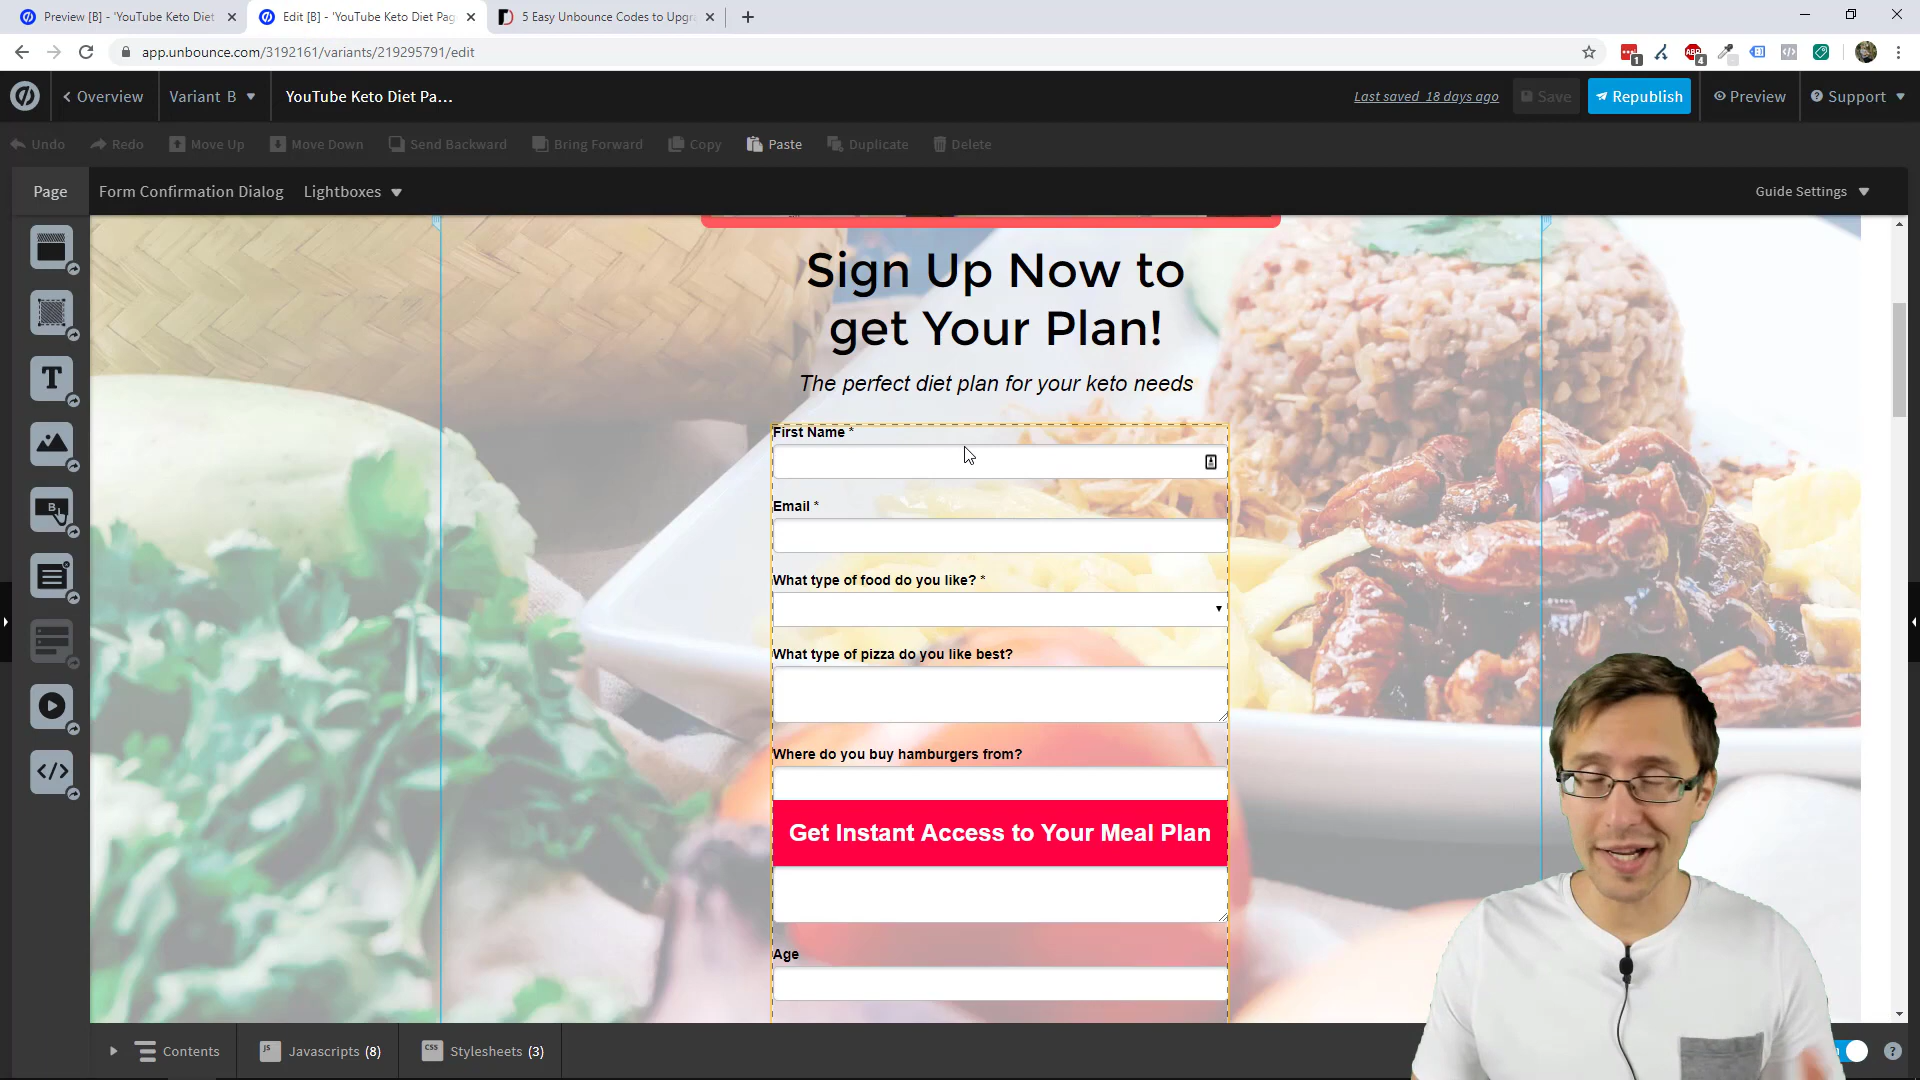 Preview [B] - 'YouTube Keto Diet
Edit [B] - 'YouTube Keto Diet Pag
5 Easy Unbounce Codes to Upgra
app.unbounce.com/3192161/variants/219295791/edit
1
4
Overview
Variant B
YouTube Keto Diet Pa...
Last saved 18 days ago
Save
Republish
Preview
Support
Undo
Redo
Move Up
Move Down
Send Backward
Bring Forward
Copy
Paste
Duplicate
Delete
Page
Form Confirmation Dialog
Lightboxes
Guide Settings
T
B
Sign Up Now to
get Your Plan!
The perfect diet plan for your keto needs
First Name *
Email *
What type of food do you like? *
What type of pizza do you like best?
Where do you buy hamburgers from?
Get Instant Access to Your Meal Plan
Age
Contents
JS
Javascripts (8)
CSS
Stylesheets (3)